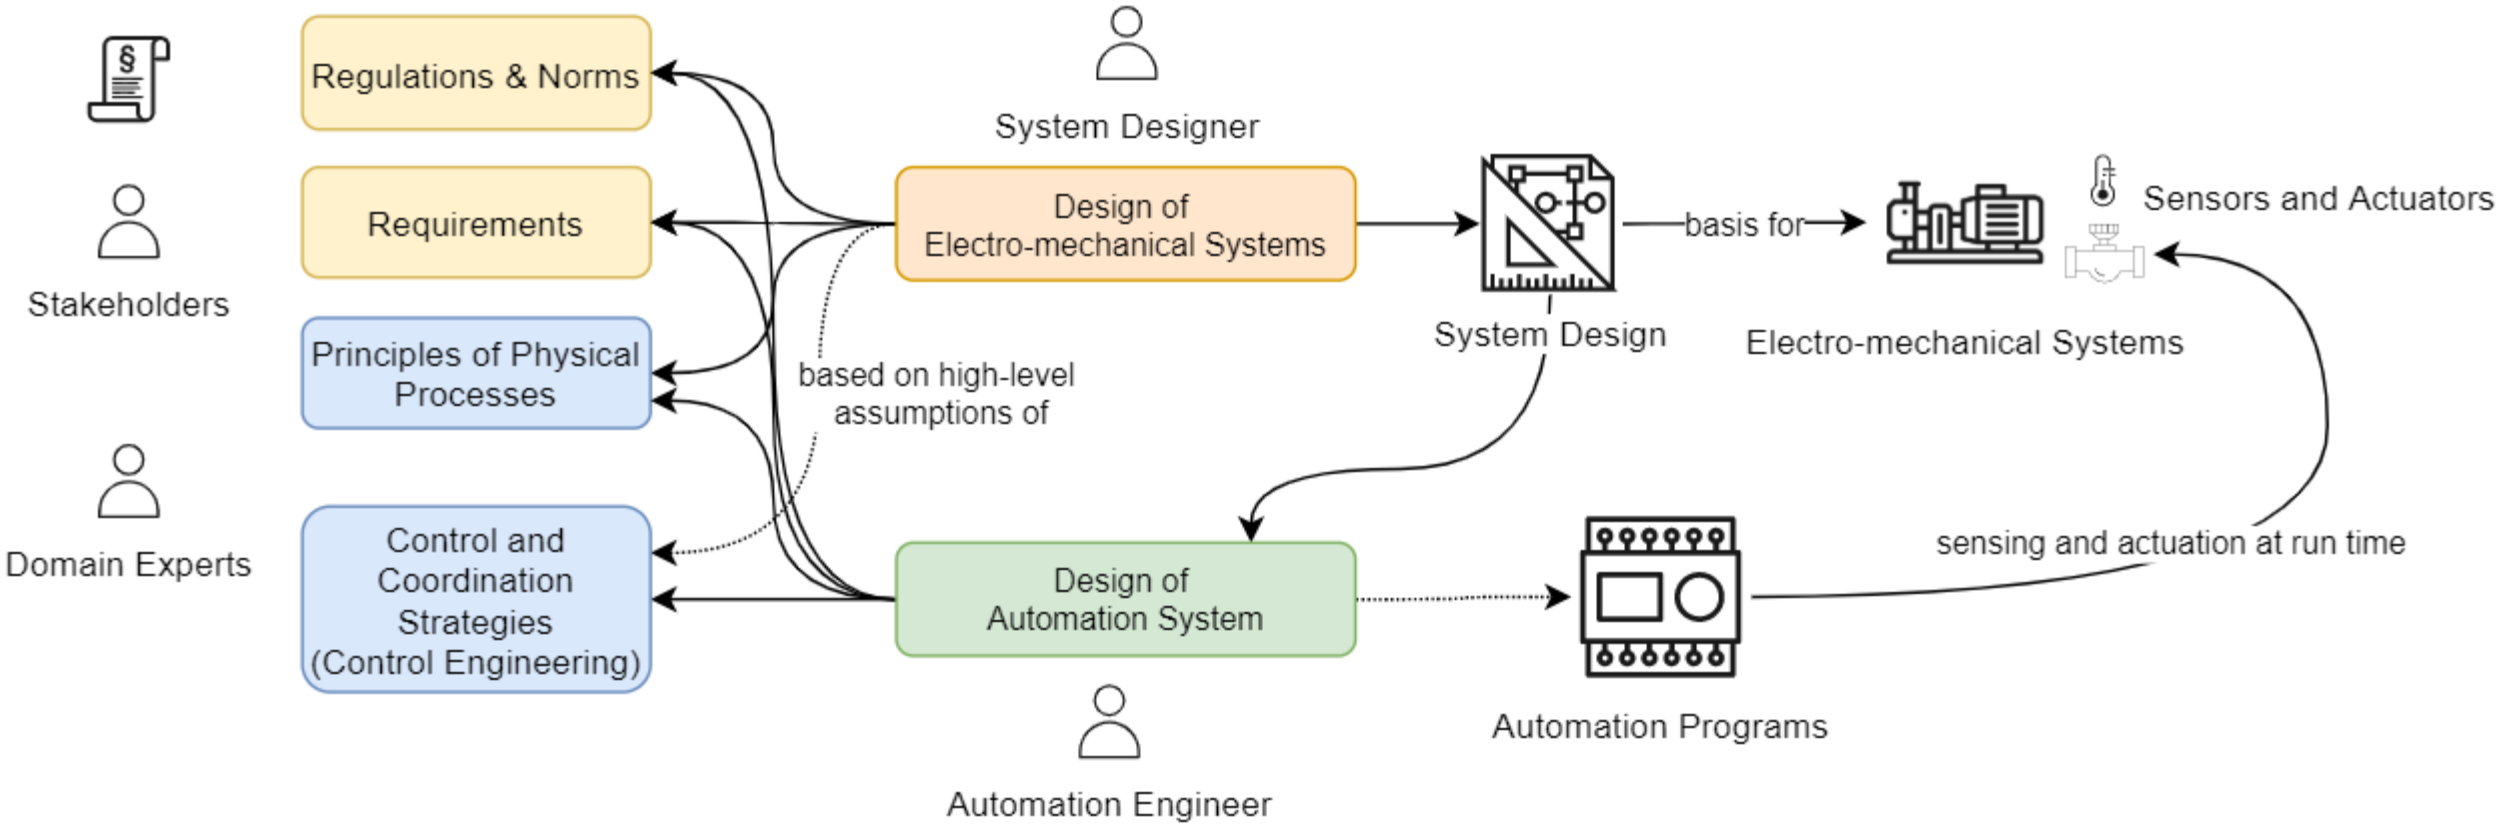 §
Regulations & Norms
System Designer
Requirements
Stakeholders
Design of
Electro-mechanical Systems
basis for
Sensors and Actuators
System Design
Electro-mechanical Systems
Principles of Physical
Processes
based on high-level
assumptions of
Domain Experts
Control and
Coordination
Strategies
(Control Engineering)
Design of
Automation System
sensing and actuation at run time
Automation Programs
Automation Engineer